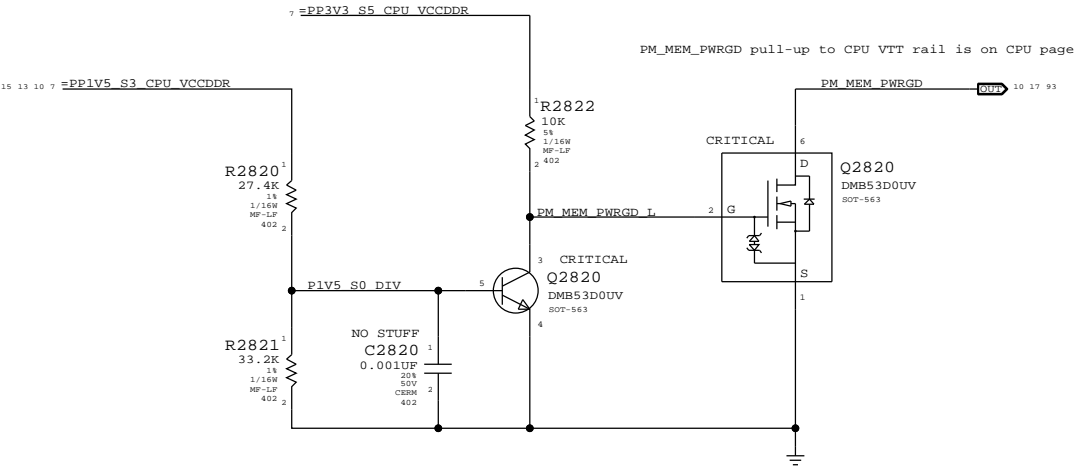 7 =PP3V3_S5_CPU_VCCDDR
PM_MEM_PWRGD pull-up to CPU VTT rail is on CPU page
15 13 10 7 =PP1V5_S3_CPU_VCCDDR
PM_MEM_PWRGD
OUT
10 17 93
1
R2822
10K
5%
1/16W
MF-LF
402
2
CRITICAL
6
D
Q2820
DMB53D0UV
SOT-563
R2820
1
27.4K
1%
1/16W
MF-LF
402
2
PM_MEM_PWRGD_L
2
G
S
1
3
CRITICAL
Q2820
DMB53D0UV
SOT-563
5
4
P1V5_S0_DIV
NO STUFF
C2820
1
0.001UF
20%
50V
CERM
402
2
R2821
1
33.2K
1%
1/16W
MF-LF
402
2